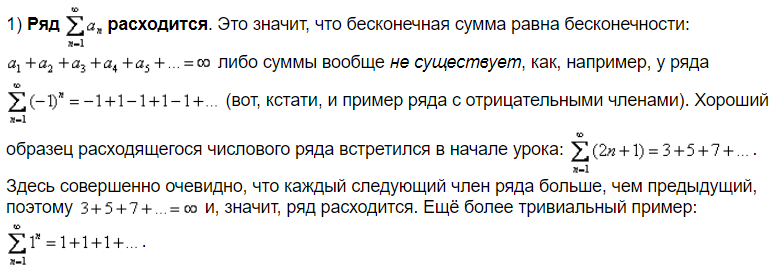 1) Ряд $\sum_{n=1}^{\infty} a_n$ расходится. Это значит, что бесконечная сумма равна бесконечности:
$a_1 + a_2 + a_3 + a_4 + a_5 + \ldots = \infty$ либо суммы вообще не существует, как, например, у ряда
$\sum_{n=1}^{\infty} (-1)^n = -1+1-1+1-1+\ldots$ (вот, кстати, и пример ряда с отрицательными членами). Хороший
образец расходящегося числового ряда встретился в начале урока: $\sum_{n=1}^{\infty} (2n+1) = 3+5+7+\ldots$ .
Здесь совершенно очевидно, что каждый следующий член ряда больше, чем предыдущий,
поэтому $3+5+7+\ldots = \infty$ и, значит, ряд расходится. Ещё более тривиальный пример:
$\sum_{n=1}^{\infty} 1^n = 1+1+1+\ldots$ .